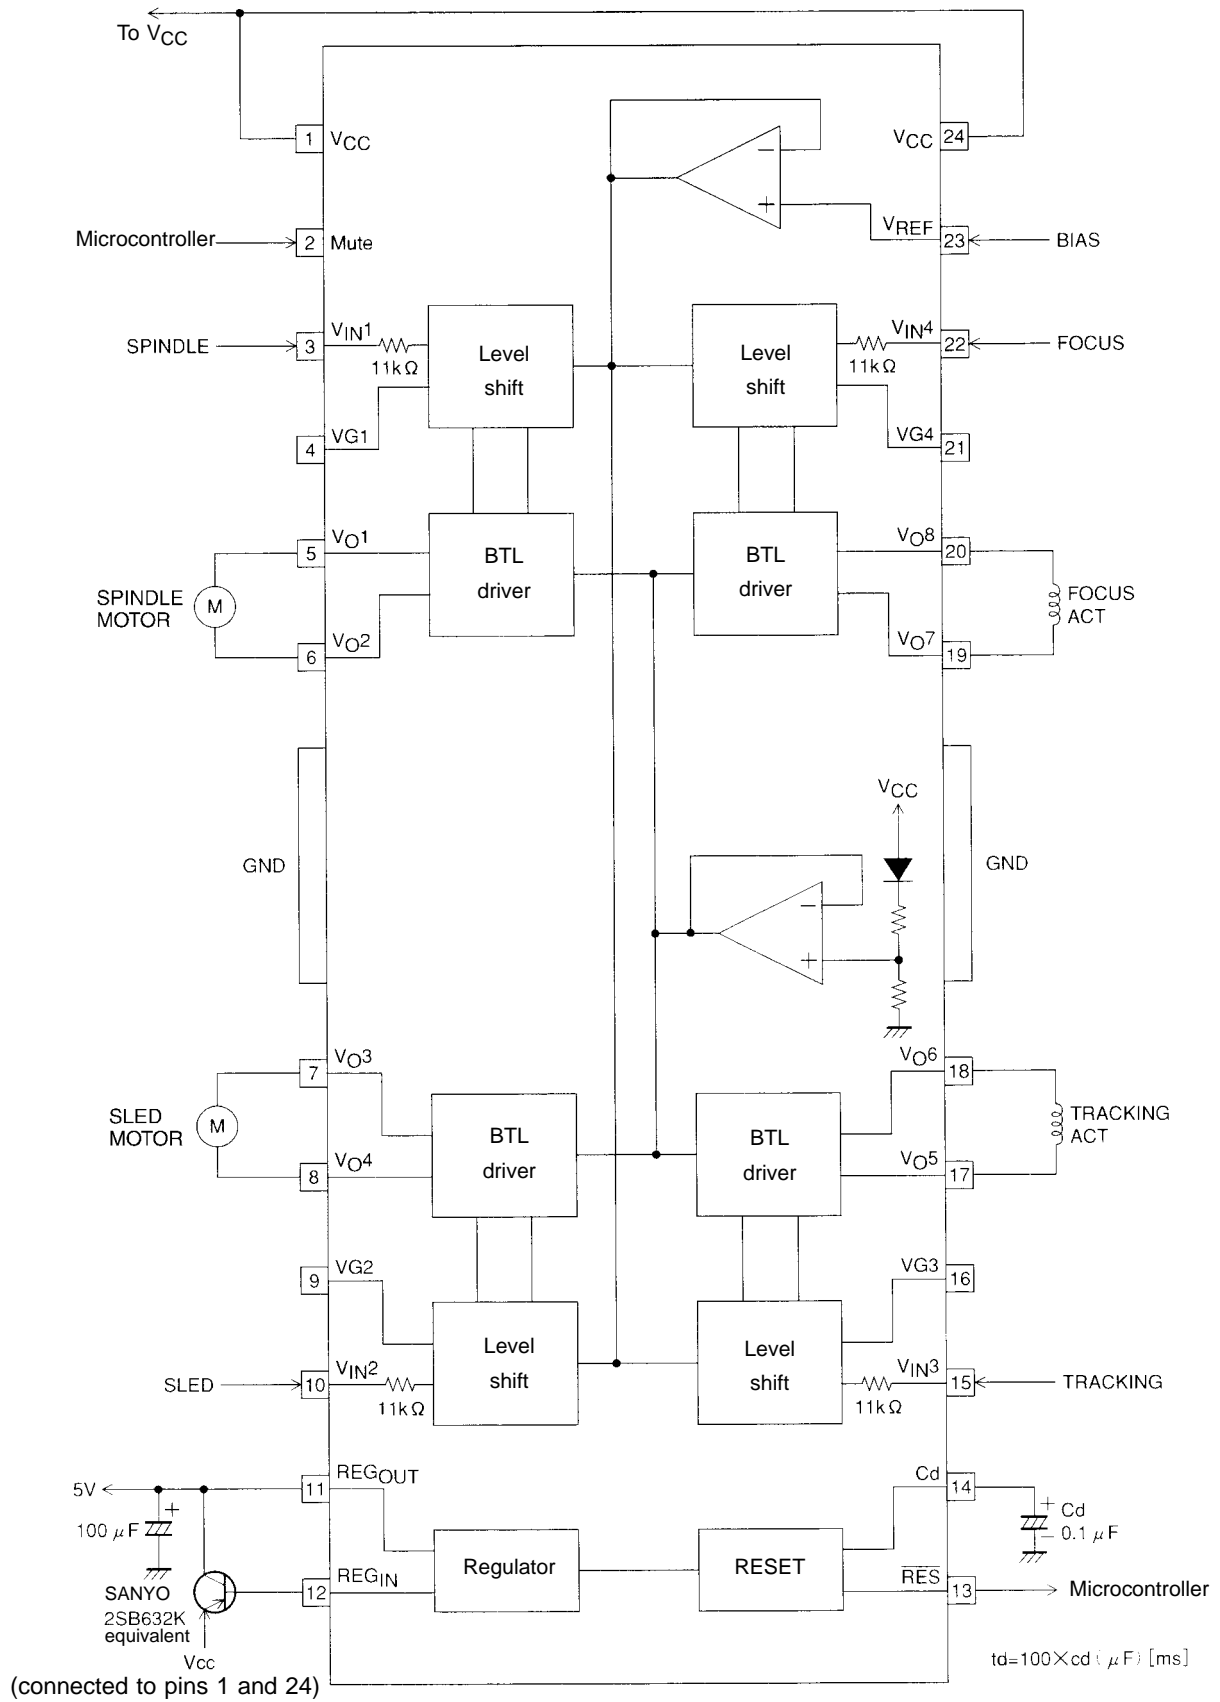 To VCC
1 VCC
VCC 24
− +
Microcontroller 2 Mute
VREF 23 BIAS
SPINDLE 3 VIN1
11kΩ
Level
shift
Level
shift
VIN4 22 FOCUS
11kΩ
4 VG1
VG4 21
5 VO1
BTL
driver
BTL
driver
VO8 20
SPINDLE
MOTOR
M
FOCUS
ACT
6 VO2
VO7 19
VCC
GND
GND
− +
7 VO3
VO6 18
SLED
MOTOR
M
BTL
driver
BTL
driver
TRACKING
ACT
8 VO4
VO5 17
9 VG2
VG3 16
Level
shift
Level
shift
SLED 10 VIN2
11kΩ
VIN3 15 TRACKING
11kΩ
5V
11 REGOUT
Cd 14
+
100 μF
+
Cd
− 0.1 μF
Regulator
RESET
12 REGIN
RES 13 Microcontroller
SANYO
2SB632K
equivalent
Vcc
(connected to pins 1 and 24)
td=100×cd (μF) [ms]